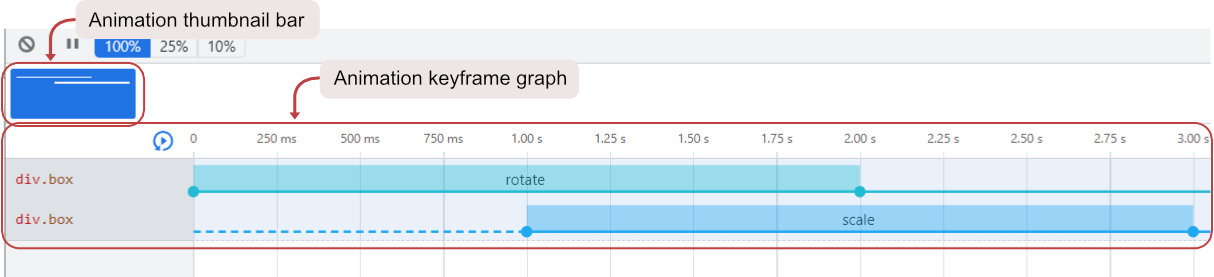 Animation thumbnail bar
100% 25% 10%
Animation keyframe graph
0 250 ms 500 ms 750 ms 1.00 s 1.25 s 1.50 s 1.75 s 2.00 s 2.25 s 2.50 s 2.75 s 3.00 s
div.box rotate
div.box scale